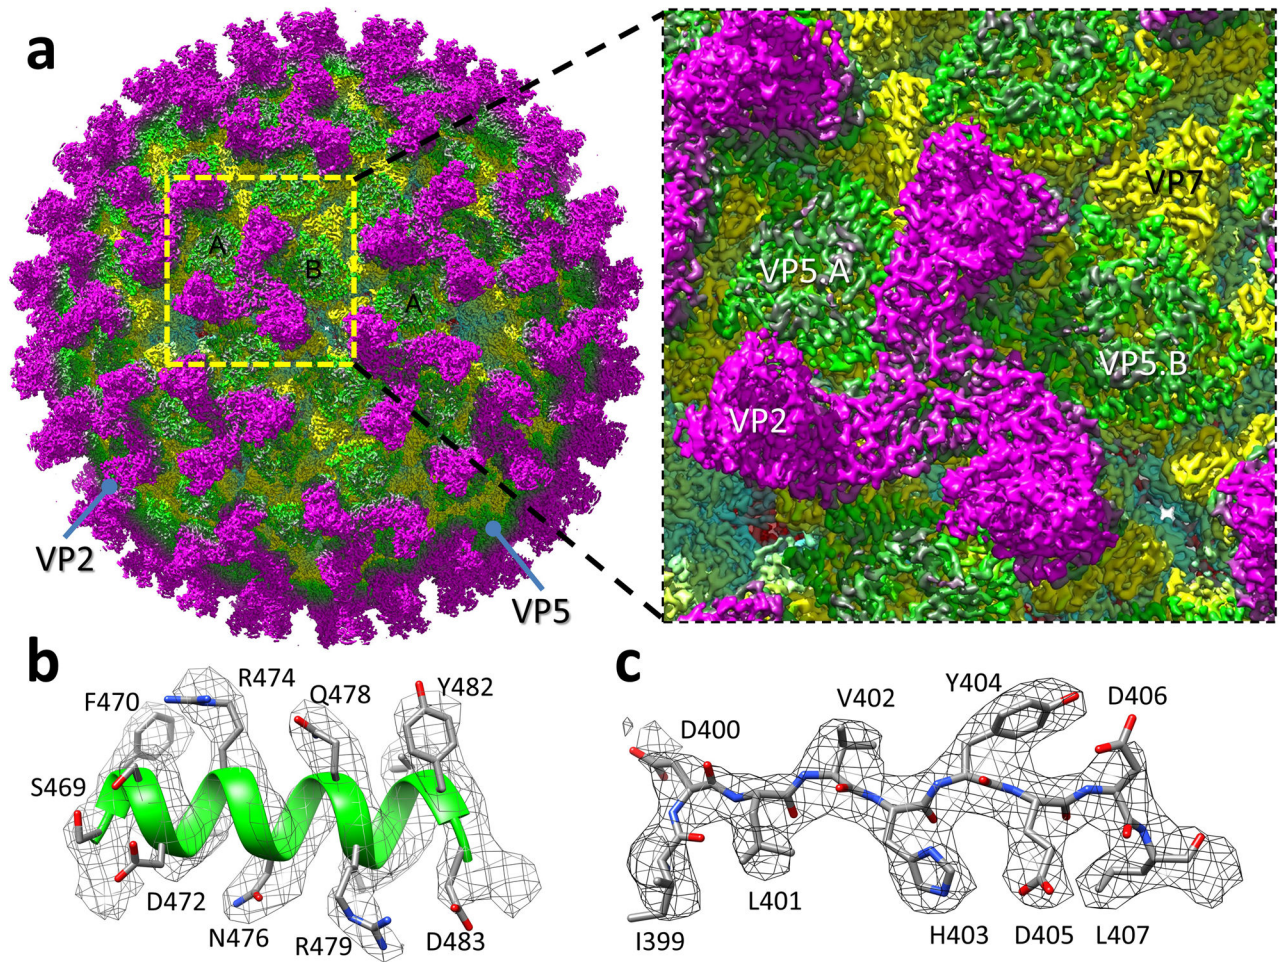 a
A
B
A
VP2
VP5
VP7
VP5.A
VP5.B
VP2
b
R474
F470
Q478
Y482
S469
D472
N476
R479
D483
c
Y404
V402
D406
D400
L401
I399
H403
D405
L407